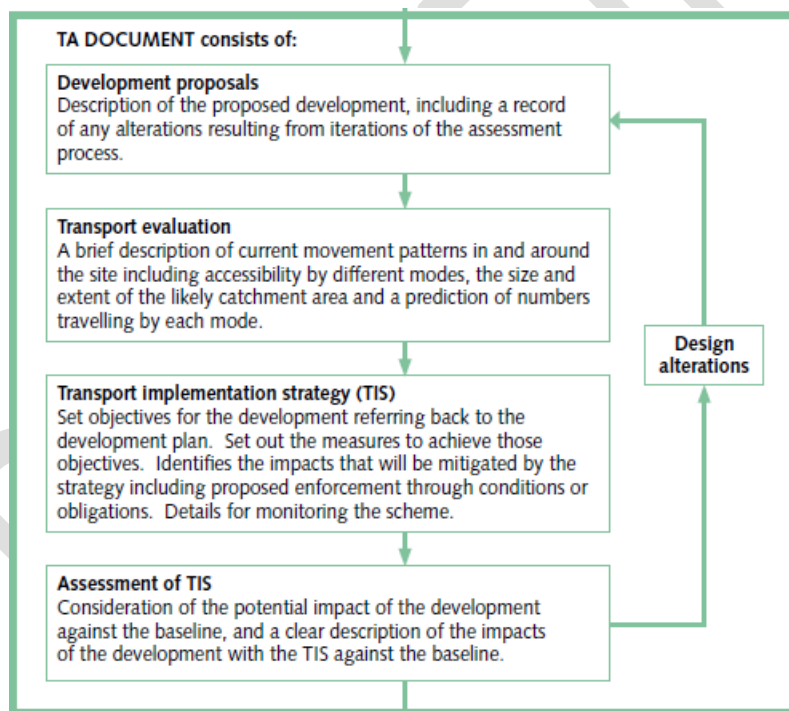 TA DOCUMENT consists of:
Development proposals
Description of the proposed development, including a record
of any alterations resulting from iterations of the assessment
process.
Transport evaluation
A brief description of current movement patterns in and around
the site including accessibility by different modes, the size and
extent of the likely catchment area and a prediction of numbers
travelling by each mode.
Design
alterations
Transport implementation strategy (TIS)
Set objectives for the development referring back to the
development plan.  Set out the measures to achieve those
objectives.  Identifies the impacts that will be mitigated by the
strategy including proposed enforcement through conditions or
obligations.  Details for monitoring the scheme.
Assessment of TIS
Consideration of the potential impact of the development
against the baseline, and a clear description of the impacts
of the development with the TIS against the baseline.